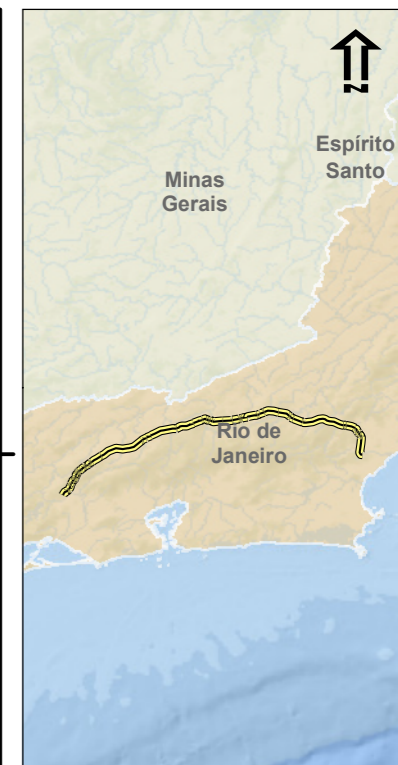 N
Espírito
Santo
Minas
Gerais
Rio de
Janeiro